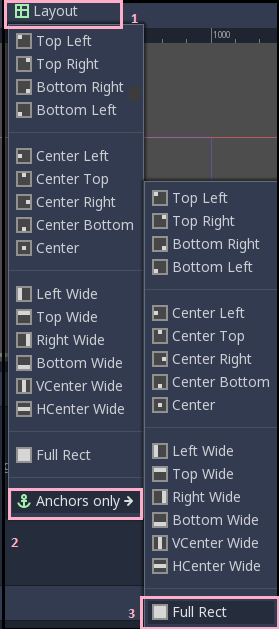 Layout
1
1000
Top Left
Top Right
Bottom Right
Bottom Left
Center Left
Center Top
Center Right
Center Bottom
Center
Left Wide
Top Wide
Right Wide
Bottom Wide
VCenter Wide
HCenter Wide
Full Rect
Anchors only
2
Top Left
Top Right
Bottom Right
Bottom Left
Center Left
Center Top
Center Right
Center Bottom
Center
Left Wide
Top Wide
Right Wide
Bottom Wide
VCenter Wide
HCenter Wide
3
Full Rect